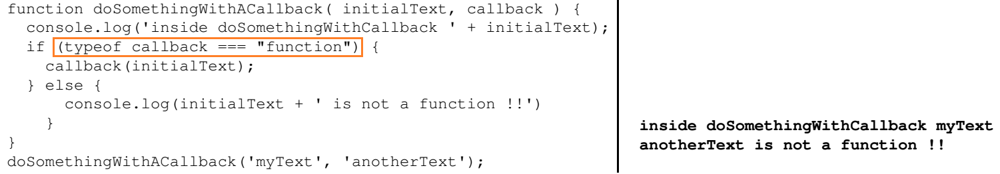 function doSomethingWithACallback( initialText, callback ) {
  console.log('inside doSomethingWithCallback ' + initialText);
  if (typeof callback === "function") {
    callback(initialText);
  } else {
      console.log(initialText + ' is not a function !!')
    }
}
doSomethingWithACallback('myText', 'anotherText');
inside doSomethingWithCallback myText
anotherText is not a function !!